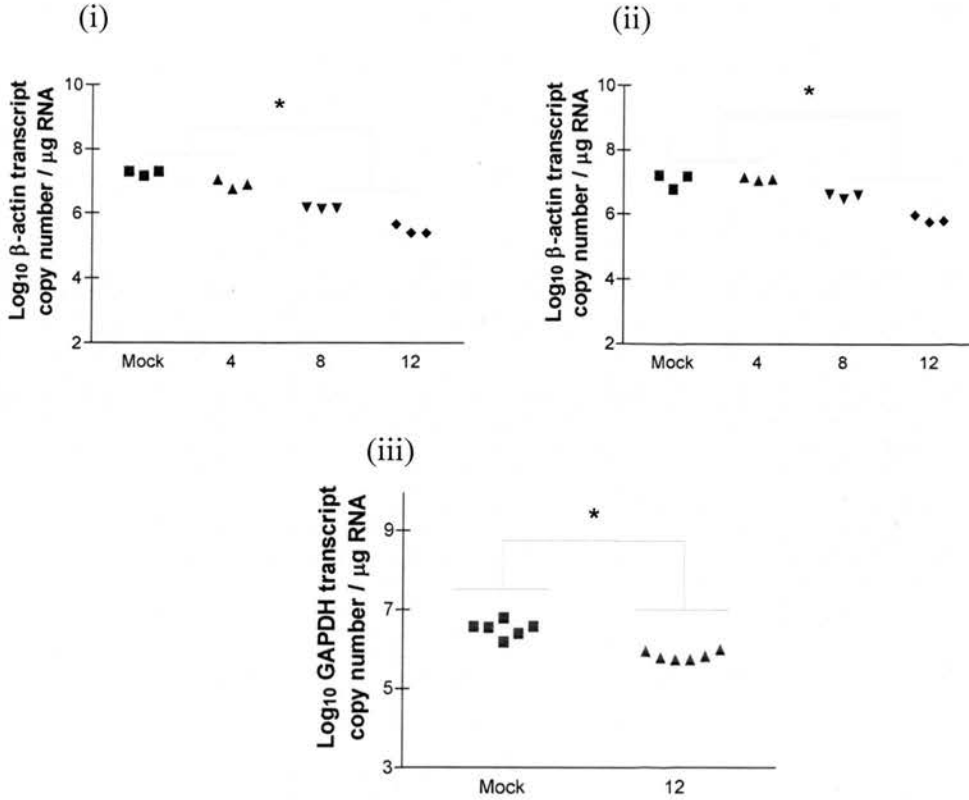 (i)
Log₁₀ β-actin transcript
copy number / μg RNA
10
8
6
4
2
*
Mock 4 8 12
(ii)
Log₁₀ β-actin transcript
copy number / μg RNA
10
8
6
4
2
*
Mock 4 8 12
(iii)
Log₁₀ GAPDH transcript
copy number / μg RNA
9
7
5
3
*
Mock 12